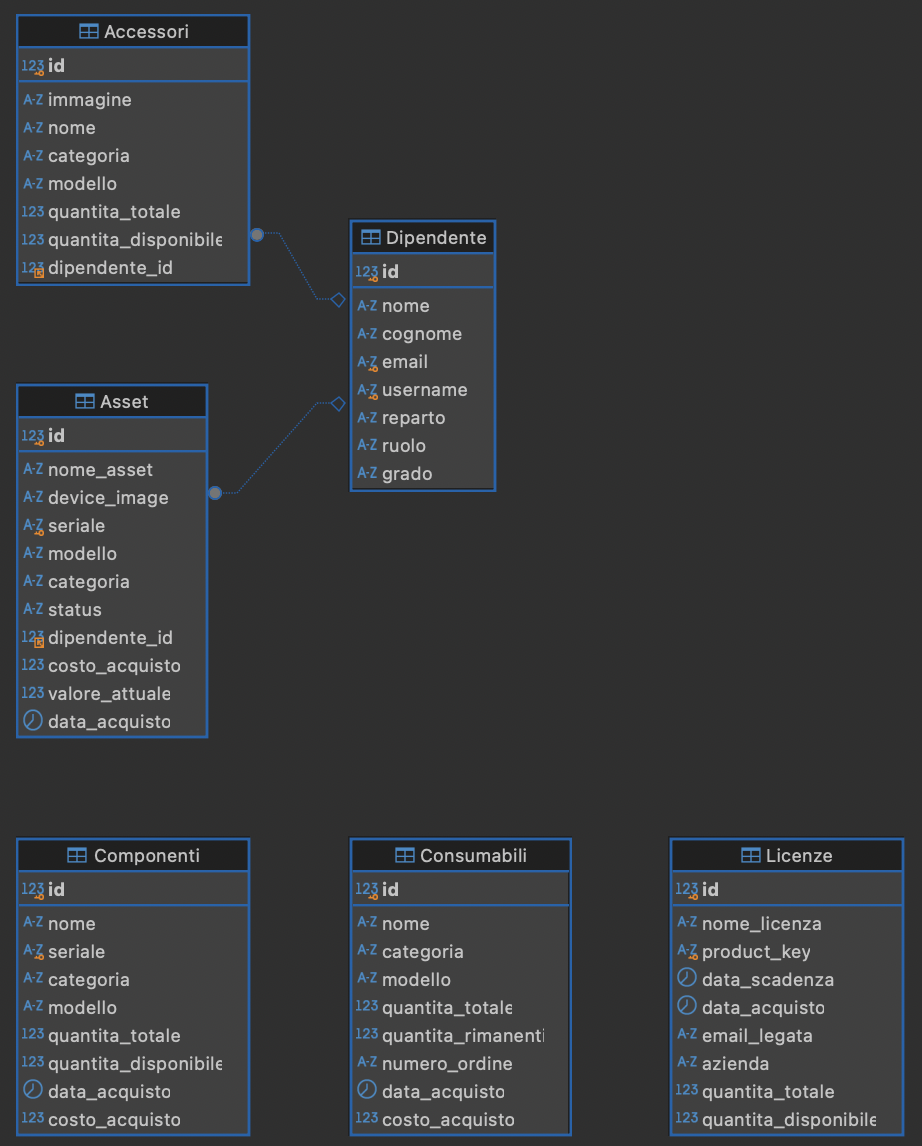 Accessori
123 id
A-Z immagine
A-Z nome
A-Z categoria
A-Z modello
123 quantita_totale
123 quantita_disponibile
123 dipendente_id
Dipendente
123 id
A-Z nome
A-Z cognome
A-Z email
A-Z username
A-Z reparto
A-Z ruolo
A-Z grado
Asset
123 id
A-Z nome_asset
A-Z device_image
A-Z seriale
A-Z modello
A-Z categoria
A-Z status
123 dipendente_id
123 costo_acquisto
123 valore_attuale
data_acquisto
Componenti
123 id
A-Z nome
A-Z seriale
A-Z categoria
A-Z modello
123 quantita_totale
123 quantita_disponibile
data_acquisto
123 costo_acquisto
Consumabili
123 id
A-Z nome
A-Z categoria
A-Z modello
123 quantita_totale
123 quantita_rimanenti
A-Z numero_ordine
data_acquisto
123 costo_acquisto
Licenze
123 id
A-Z nome_licenza
A-Z product_key
data_scadenza
data_acquisto
A-Z email_legata
A-Z azienda
123 quantita_totale
123 quantita_disponibile